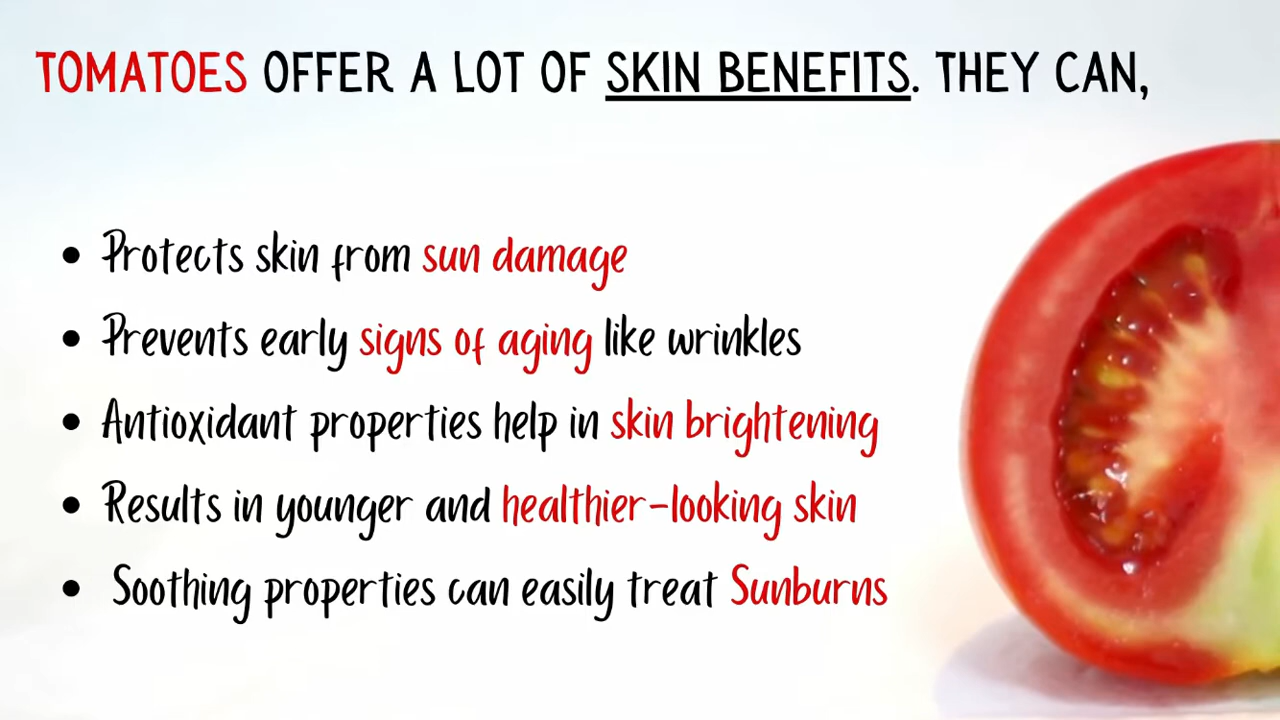 TOMATOES OFFER A LOT OF SKIN BENEFITS. THEY CAN,
• Protects skin from sun damage
• Prevents early signs of aging like wrinkles
• Antioxidant properties help in skin brightening
• Results in younger and healthier-looking skin
• Soothing properties can easily treat Sunburns